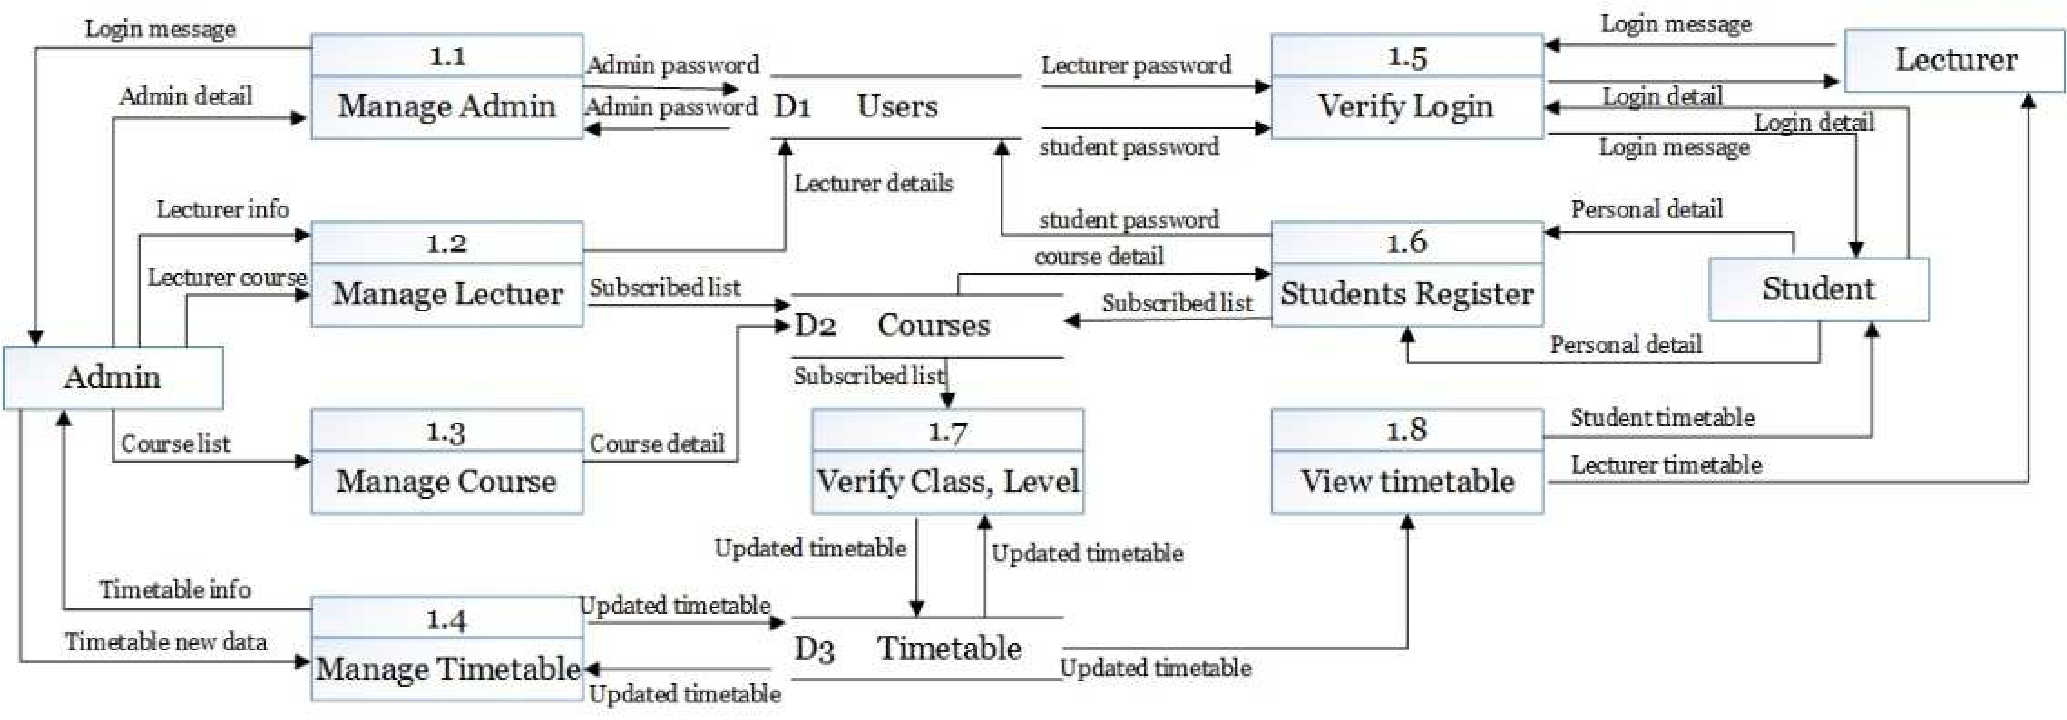 Login message
1.1
Manage Admin
Admin detail
Admin password
Admin password
D1 Users
Lecturer password
student password
1.5
Verify Login
Login message
Lecturer
Login detail
Login detail
Login message
Lecturer details
Lecturer info
Lecturer course
1.2
Manage Lectuer
Subscribed list
student password
course detail
Subscribed list
1.6
Students Register
Personal detail
Student
Personal detail
D2 Courses
Subscribed list
Admin
Course list
1.3
Manage Course
Course detail
1.7
Verify Class, Level
1.8
View timetable
Student timetable
Lecturer timetable
Updated timetable
Updated timetable
Timetable info
Timetable new data
1.4
Manage Timetable
Updated timetable
Updated timetable
D3 Timetable
Updated timetable